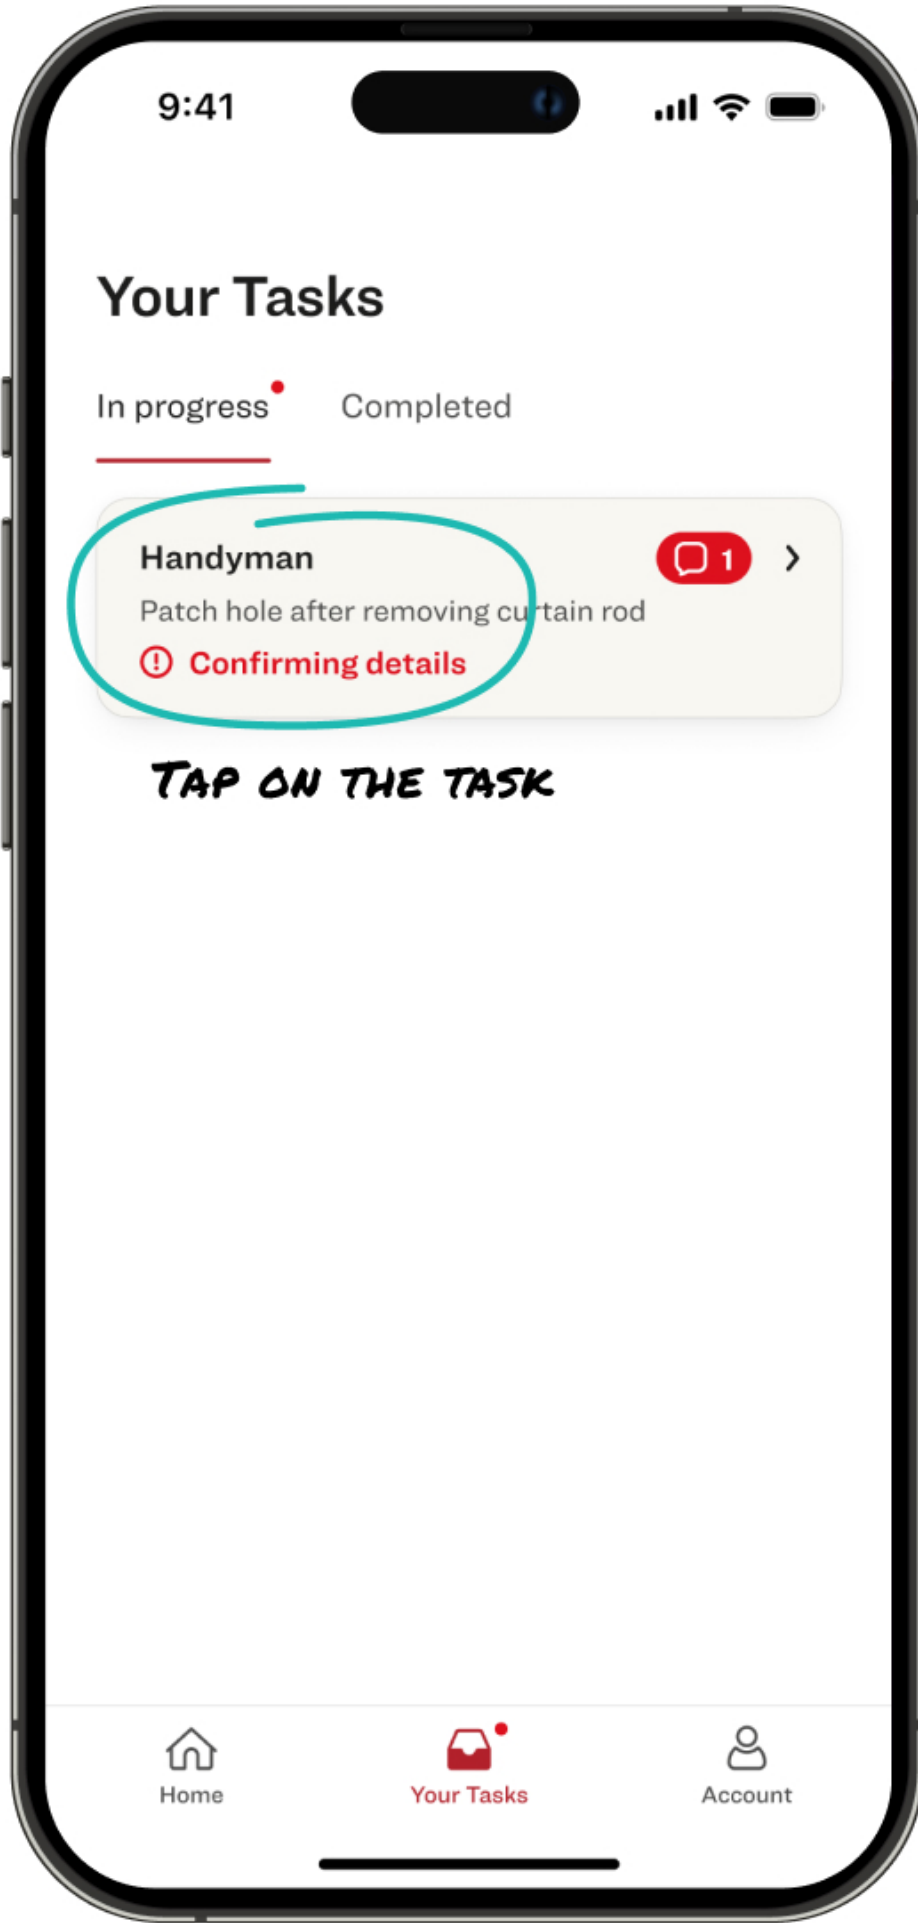 9:41
Your Tasks
In progress Completed
Handyman 1
Patch hole after removing curtain rod
Confirming details
TAP ON THE TASK
Home Your Tasks Account